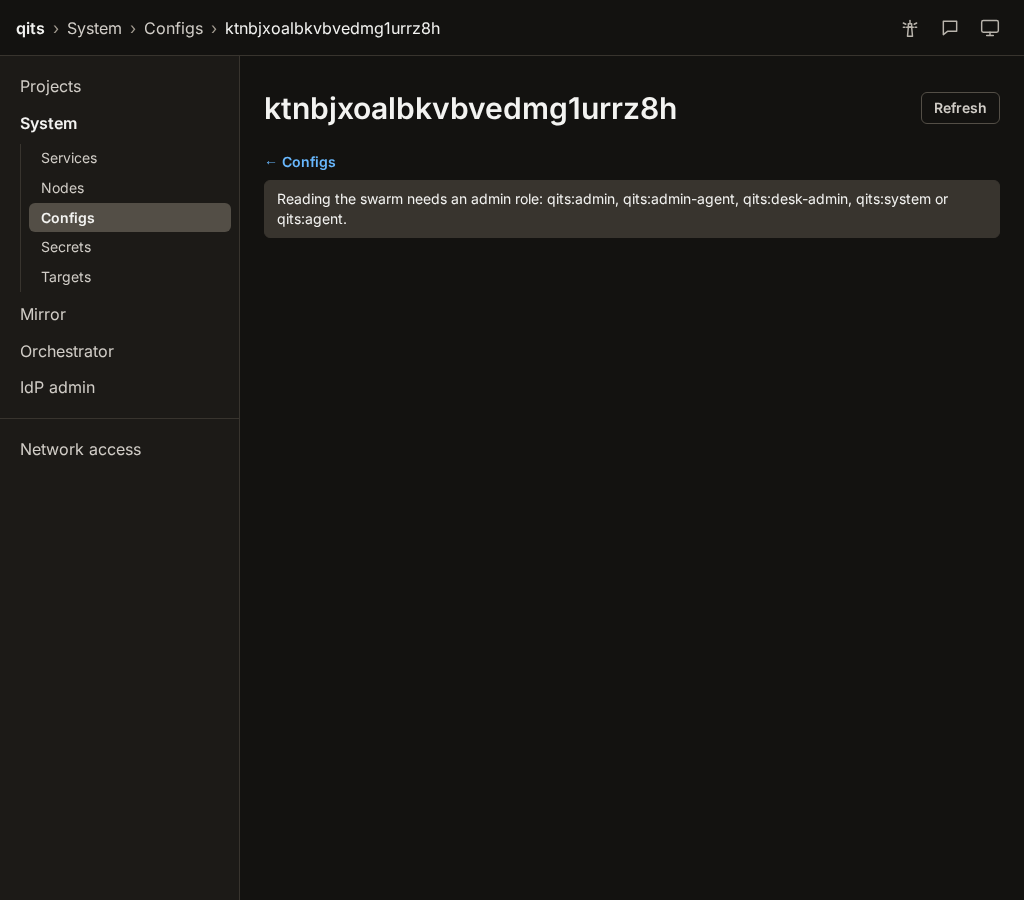 qits › System › Configs › ktnbjxoalbkvbvedmg1urrz8h
Projects
System
Services
Nodes
Configs
Secrets
Targets
Mirror
Orchestrator
IdP admin
Network access
ktnbjxoalbkvbvedmg1urrz8h
Refresh
← Configs
Reading the swarm needs an admin role: qits:admin, qits:admin-agent, qits:desk-admin, qits:system or
qits:agent.